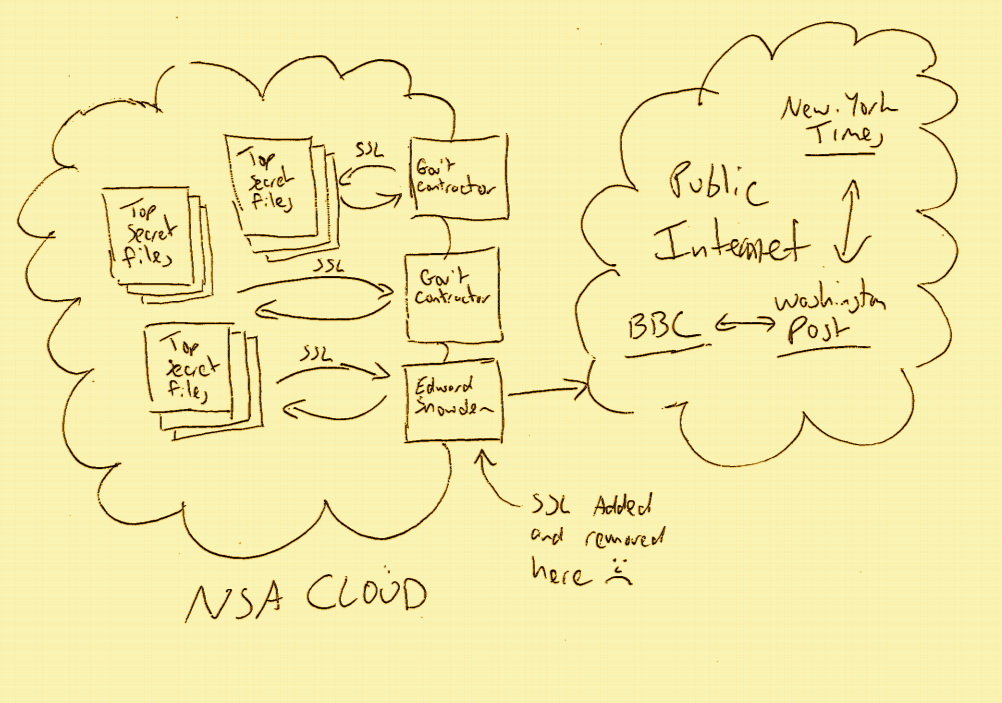 Top
Secret
files
SSL
Gov't
Contractor
Top
Secret
files
SSL
Gov't
Contractor
Top
Secret
files
SSL
Edward
Snowden
SSL Added
and removed
here
NSA CLOUD
New York
Times
Public
Internet
BBC
Washington
Post